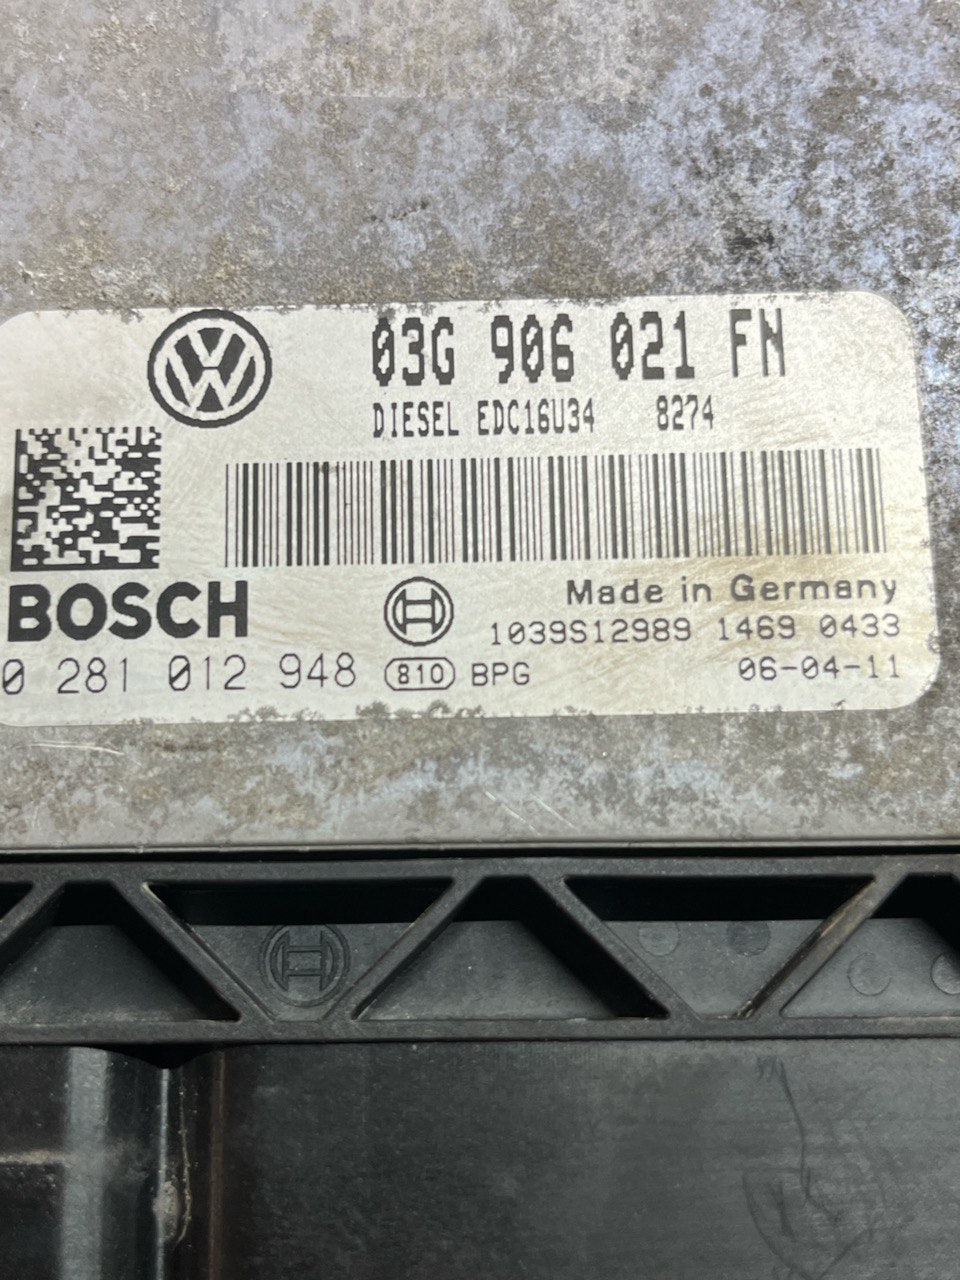 03G 906 021 FN
DIESEL EDC16U34 8274
BOSCH
Made in Germany
1039S12989 1469 0433
0 281 012 948 810 BPG 06-04-11